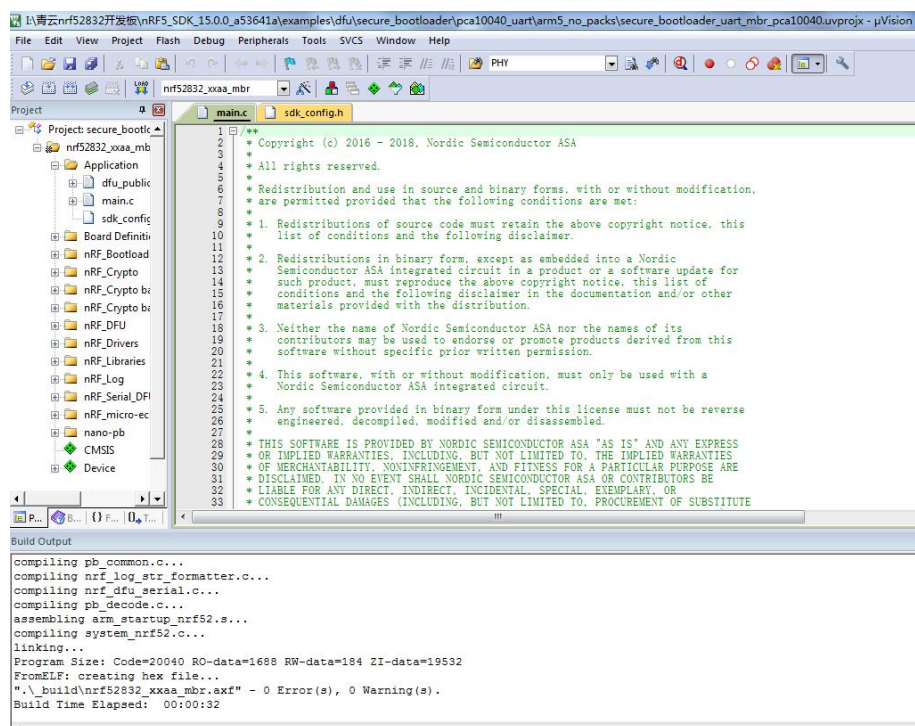 I:\青云nrf52832开发板\nRF5_SDK_15.0.0_a53641a\examples\dfu\secure_bootloader\pca10040_uart\arm5_no_packs\secure_bootloader_uart_mbr_pca10040.uvprojx - µVision
File Edit View Project Flash Debug Peripherals Tools SVCS Window Help
PHY
LOAD nrf52832_xxaa_mbr
Project
main.c sdk_config.h
Project: secure_bootlc
nrf52832_xxaa_mb
Application
dfu_public
main.c
sdk_config
Board Definitie
nRF_Bootload
nRF_Crypto
nRF_Crypto ba
nRF_Crypto ba
nRF_DFU
nRF_Drivers
nRF_Libraries
nRF_Log
nRF_Serial_DFI
nRF_micro-ec
nano-pb
CMSIS
Device
P... B... {} F... 0 T...
1 /**
2 * Copyright (c) 2016 - 2018, Nordic Semiconductor ASA
3 *
4 * All rights reserved.
5 *
6 * Redistribution and use in source and binary forms, with or without modification,
7 * are permitted provided that the following conditions are met:
8 *
9 * 1. Redistributions of source code must retain the above copyright notice, this
10 * list of conditions and the following disclaimer.
11 *
12 * 2. Redistributions in binary form, except as embedded into a Nordic
13 * Semiconductor ASA integrated circuit in a product or a software update for
14 * such product, must reproduce the above copyright notice, this list of
15 * conditions and the following disclaimer in the documentation and/or other
16 * materials provided with the distribution.
17 *
18 * 3. Neither the name of Nordic Semiconductor ASA nor the names of its
19 * contributors may be used to endorse or promote products derived from this
20 * software without specific prior written permission.
21 *
22 * 4. This software, with or without modification, must only be used with a
23 * Nordic Semiconductor ASA integrated circuit.
24 *
25 * 5. Any software provided in binary form under this license must not be reverse
26 * engineered, decompiled, modified and/or disassembled.
27 *
28 * THIS SOFTWARE IS PROVIDED BY NORDIC SEMICONDUCTOR ASA "AS IS" AND ANY EXPRESS
29 * OR IMPLIED WARRANTIES, INCLUDING, BUT NOT LIMITED TO, THE IMPLIED WARRANTIES
30 * OF MERCHANTABILITY, NONINFRINGEMENT, AND FITNESS FOR A PARTICULAR PURPOSE ARE
31 * DISCLAIMED. IN NO EVENT SHALL NORDIC SEMICONDUCTOR ASA OR CONTRIBUTORS BE
32 * LIABLE FOR ANY DIRECT, INDIRECT, INCIDENTAL, SPECIAL, EXEMPLARY, OR
33 * CONSEQUENTIAL DAMAGES (INCLUDING, BUT NOT LIMITED TO, PROCUREMENT OF SUBSTITUTE
Build Output
compiling pb_common.c...
compiling nrf_log_str_formatter.c...
compiling nrf_dfu_serial.c...
compiling pb_decode.c...
assembling arm_startup_nrf52.s...
compiling system_nrf52.c...
linking...
Program Size: Code=20040 RO-data=1688 RW-data=184 ZI-data=19532
FromELF: creating hex file...
".\_build\nrf52832_xxaa_mbr.axf" - 0 Error(s), 0 Warning(s).
Build Time Elapsed: 00:00:32